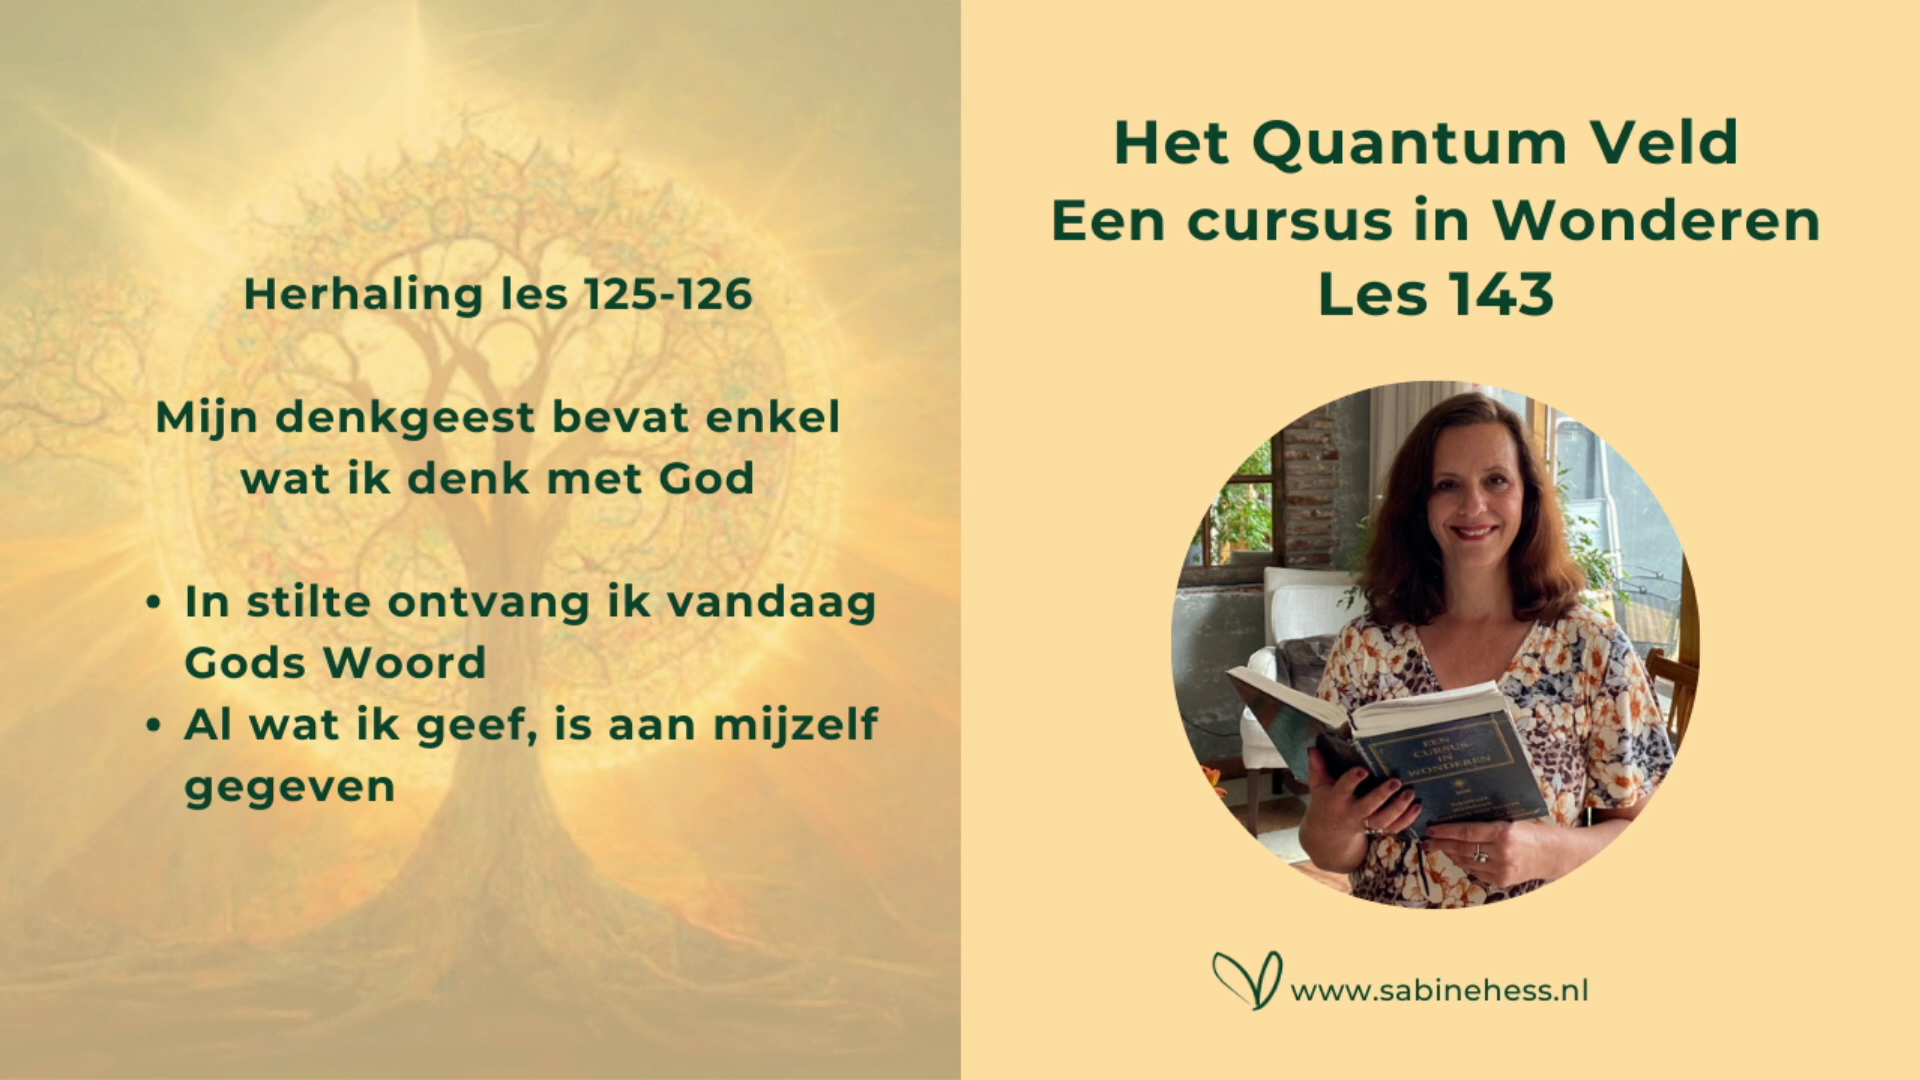 Herhaling les 125-126
Mijn denkgeest bevat enkel
wat ik denk met God
• In stilte ontvang ik vandaag
Gods Woord
• Al wat ik geef, is aan mijzelf
gegeven
Het Quantum Veld
Een cursus in Wonderen
Les 143
EEN
CURSUS
IN
WONDEREN
www.sabinehess.nl